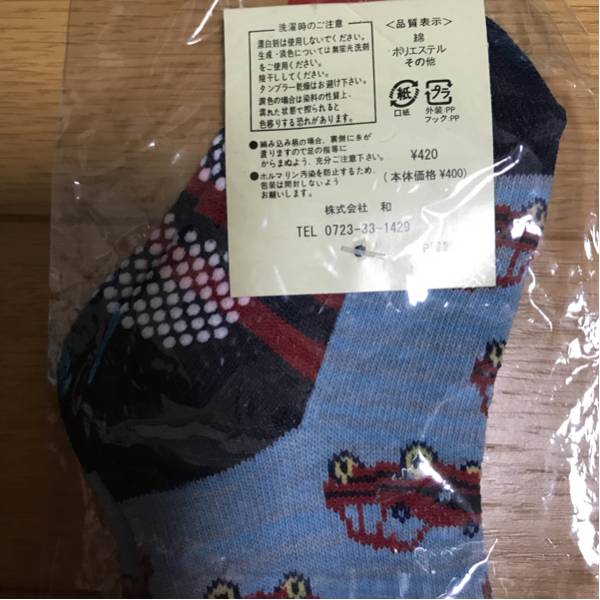 洗濯時のご注意
漂白剤は使用しないでください。
生成・淡色については無蛍光洗剤
をご使用ください。
陰干ししてください。
タンブラー乾燥はお避け下さい。
濃色の場合は染料の性質上、
濡れた状態で擦られると
色移りする恐れがあります。
●編み込み柄の場合、裏側に糸が
渡りますので足の指等に
からまぬよう、充分ご注意下さい。
●ホルマリン汚染を防止するため、
包装は開封しないよう
お願いします。
<品質表示>
綿
ポリエステル
その他
紙
口紙
プラ
外装:PP
フック:PP
¥420
(本体価格 ¥400)
株式会社 和
TEL 0723-33-1429